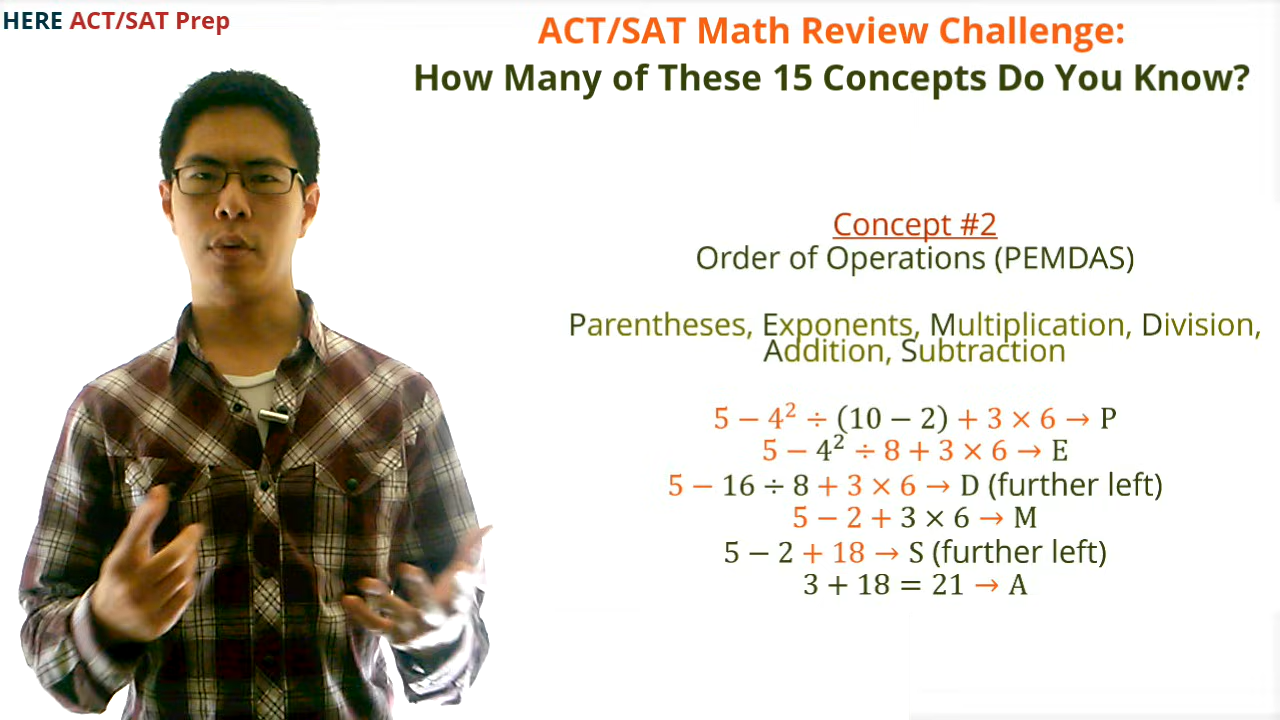 HERE ACT/SAT Prep
ACT/SAT Math Review Challenge:
How Many of These 15 Concepts Do You Know?
Concept #2
Order of Operations (PEMDAS)
Parentheses, Exponents, Multiplication, Division,
Addition, Subtraction
5 − 4² ÷ (10 − 2) + 3 × 6 → P
5 − 4² ÷ 8 + 3 × 6 → E
5 − 16 ÷ 8 + 3 × 6 → D (further left)
5 − 2 + 3 × 6 → M
5 − 2 + 18 → S (further left)
3 + 18 = 21 → A